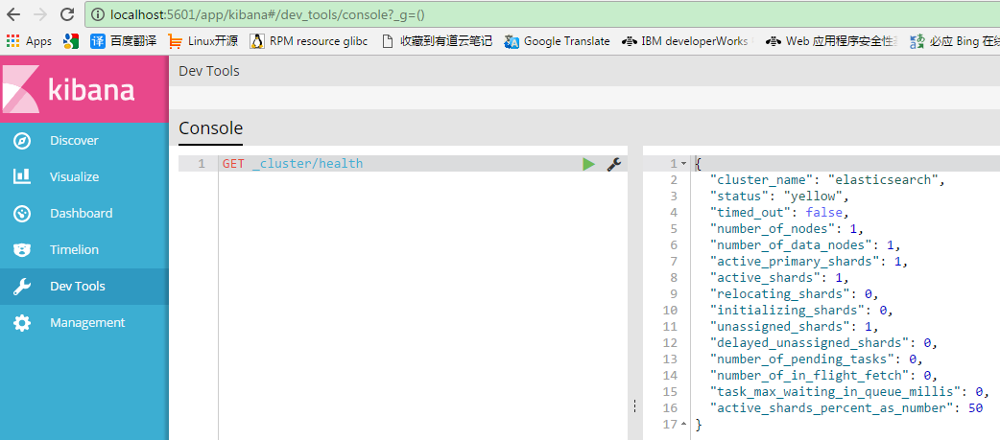 localhost:5601/app/kibana#/dev_tools/console?_g=()
Apps 百度翻译 Linux开源 RPM resource glibc 收藏到有道云笔记 Google Translate IBM developerWorks Web 应用程序安全性 必应 Bing 在线
kibana
Discover
Visualize
Dashboard
Timelion
Dev Tools
Management
Dev Tools
Console
1 GET _cluster/health
1 {
2 "cluster_name": "elasticsearch",
3 "status": "yellow",
4 "timed_out": false,
5 "number_of_nodes": 1,
6 "number_of_data_nodes": 1,
7 "active_primary_shards": 1,
8 "active_shards": 1,
9 "relocating_shards": 0,
10 "initializing_shards": 0,
11 "unassigned_shards": 1,
12 "delayed_unassigned_shards": 0,
13 "number_of_pending_tasks": 0,
14 "number_of_in_flight_fetch": 0,
15 "task_max_waiting_in_queue_millis": 0,
16 "active_shards_percent_as_number": 50
17 }